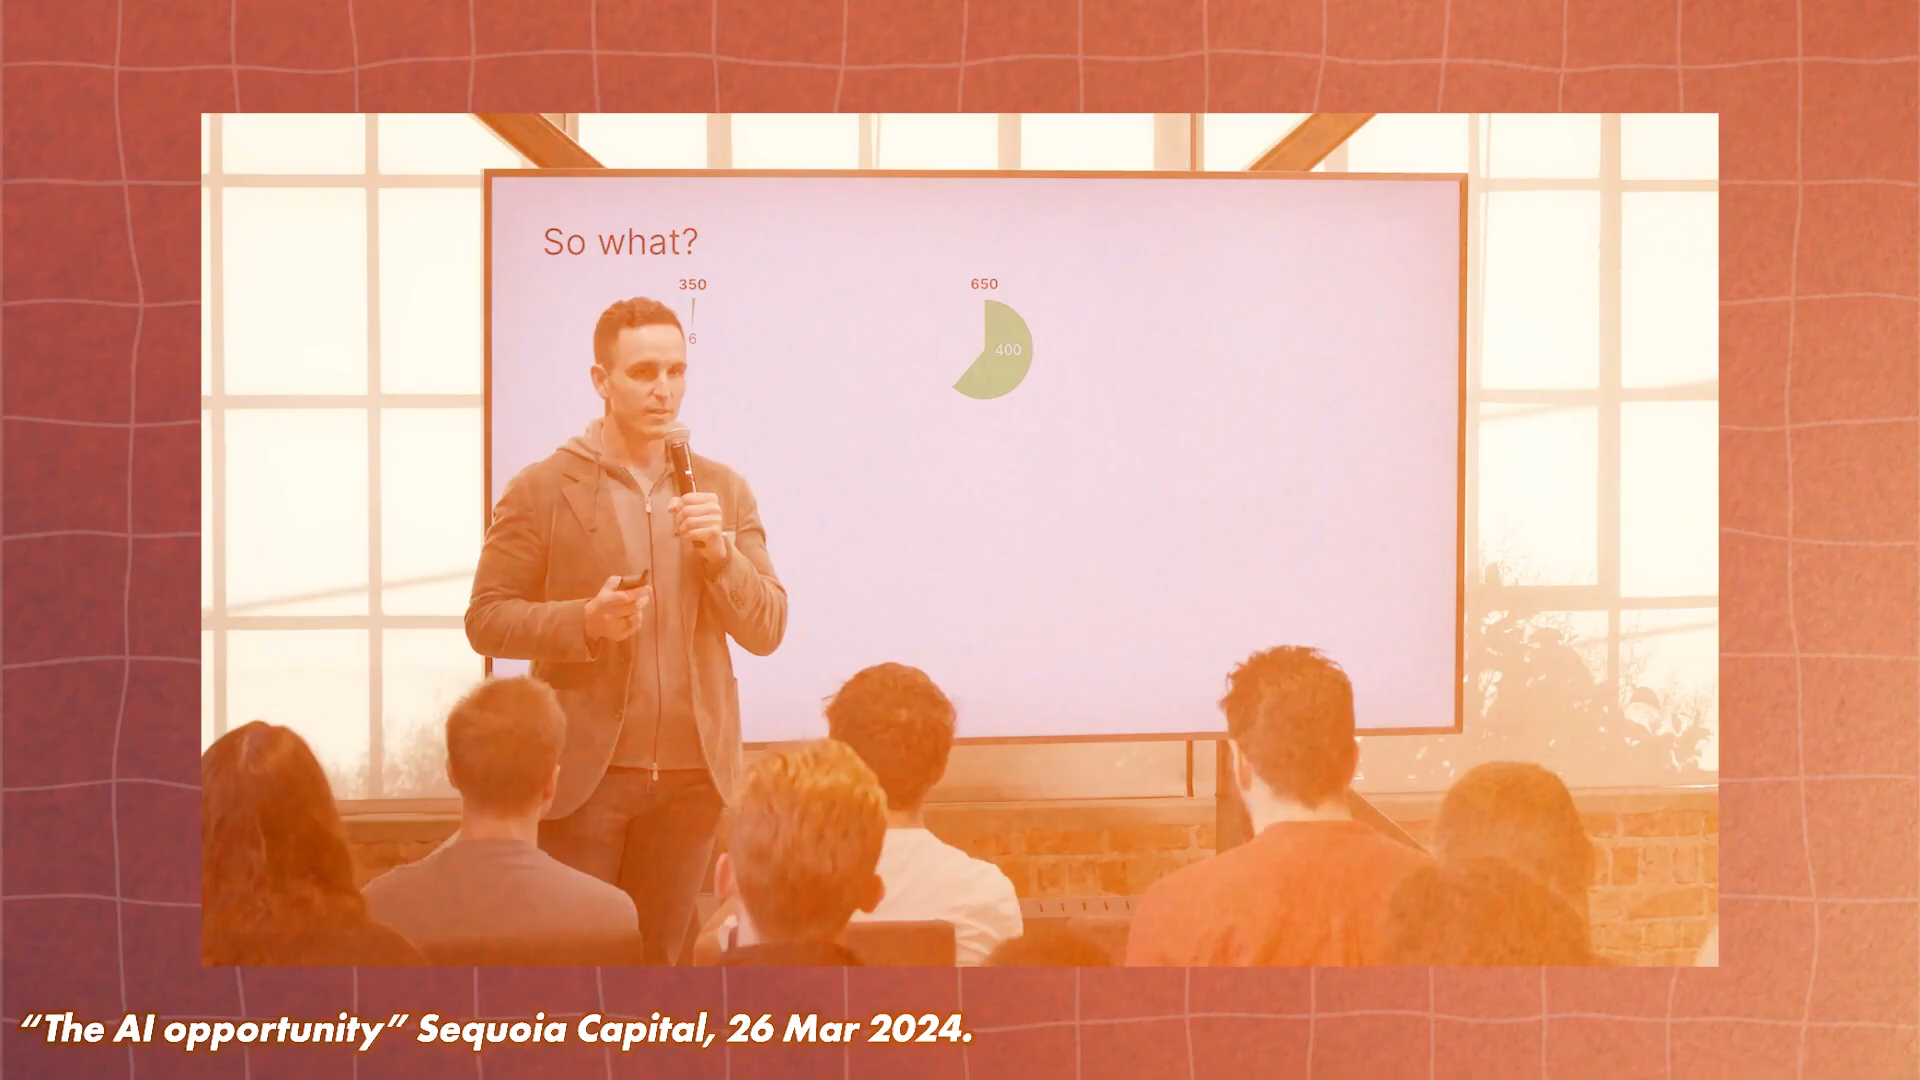 So what?
350
650
6
400
“The AI opportunity” Sequoia Capital, 26 Mar 2024.